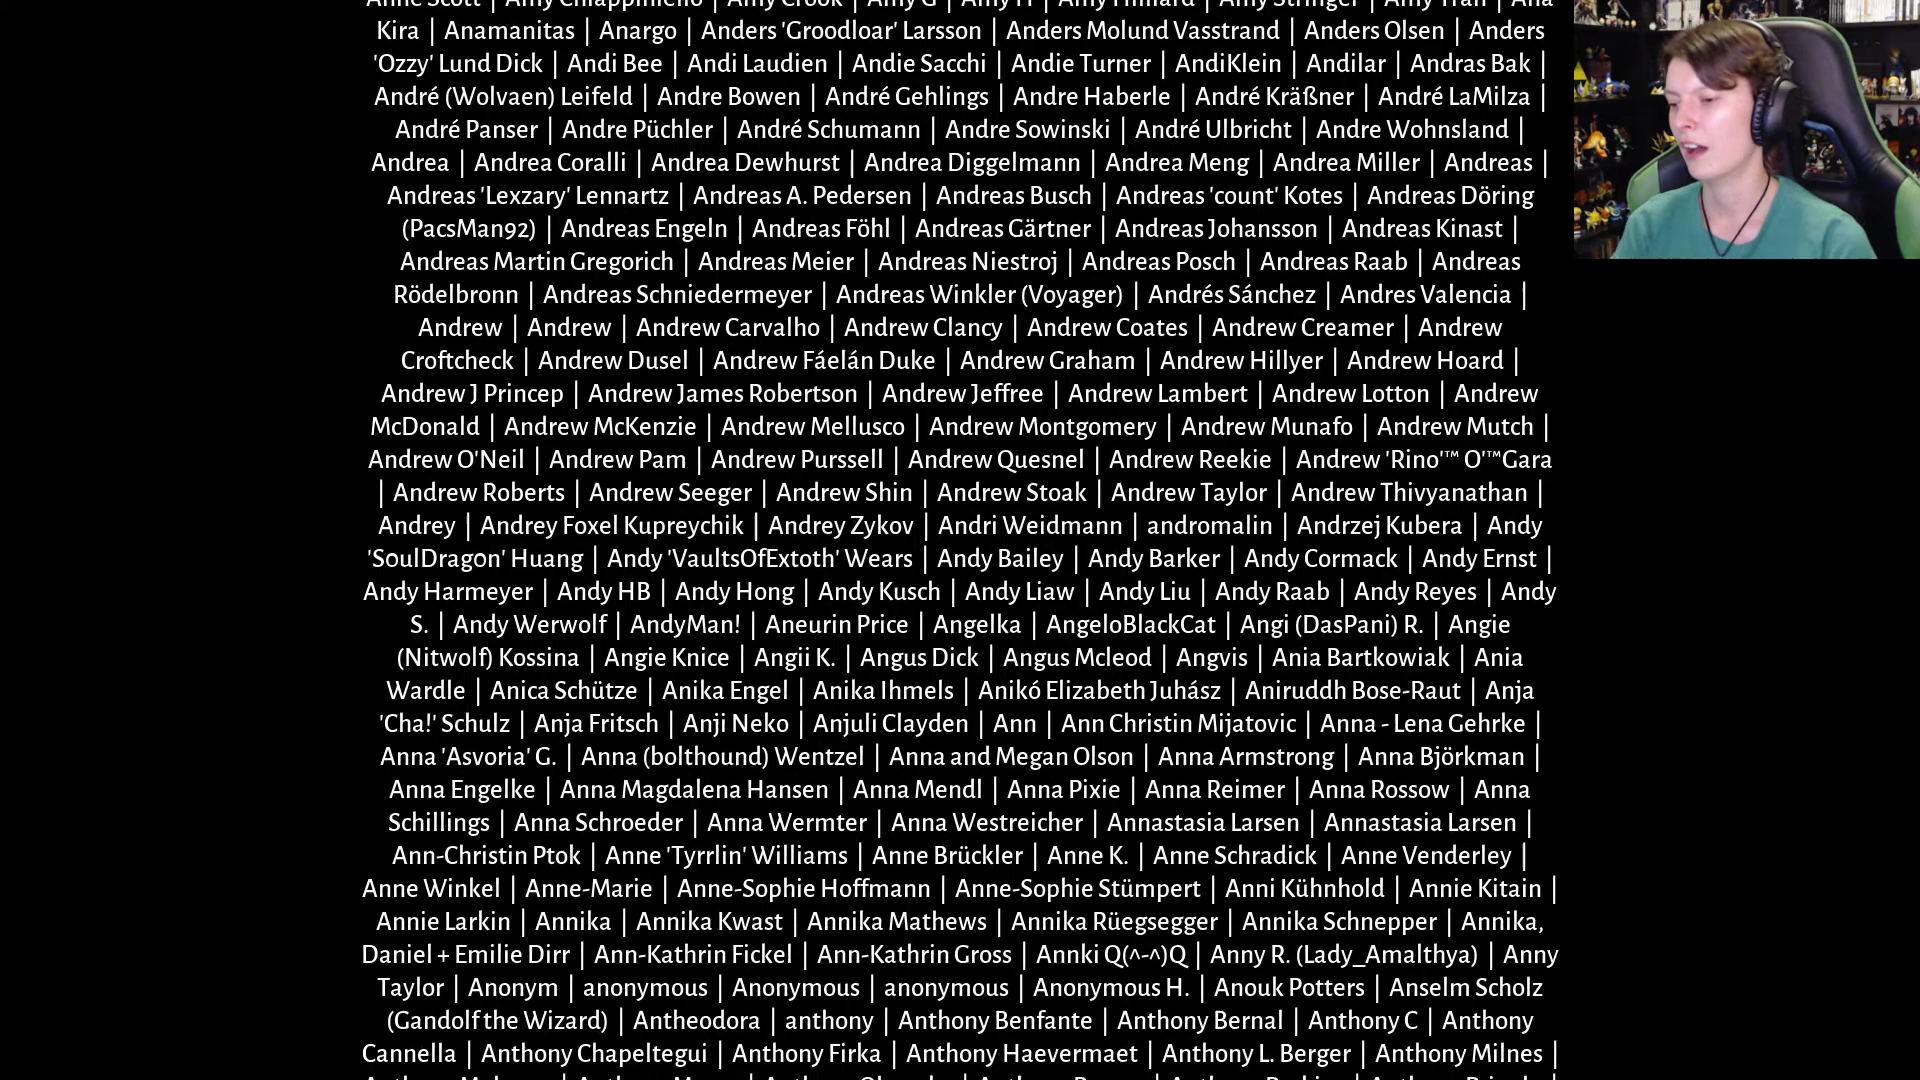 Anne Scott | Amy Chiappiniello | Amy Crook | Amy G | Amy H | Amy Hilliard | Amy Stringer | Amy Tran | Ana
Kira | Anamanitas | Anargo | Anders 'Groodloar' Larsson | Anders Molund Vasstrand | Anders Olsen | Anders
'Ozzy' Lund Dick | Andi Bee | Andi Laudien | Andie Sacchi | Andie Turner | AndiKlein | Andilar | Andras Bak |
André (Wolvaen) Leifeld | Andre Bowen | André Gehlings | Andre Haberle | André Kräßner | André LaMilza |
André Panser | Andre Püchler | André Schumann | Andre Sowinski | André Ulbricht | Andre Wohnsland |
Andrea | Andrea Coralli | Andrea Dewhurst | Andrea Diggelmann | Andrea Meng | Andrea Miller | Andreas |
Andreas 'Lexzary' Lennartz | Andreas A. Pedersen | Andreas Busch | Andreas 'count' Kotes | Andreas Döring
(PacsMan92) | Andreas Engeln | Andreas Föhl | Andreas Gärtner | Andreas Johansson | Andreas Kinast |
Andreas Martin Gregorich | Andreas Meier | Andreas Niestroj | Andreas Posch | Andreas Raab | Andreas
Rödelbronn | Andreas Schniedermeyer | Andreas Winkler (Voyager) | Andrés Sánchez | Andres Valencia |
Andrew | Andrew | Andrew Carvalho | Andrew Clancy | Andrew Coates | Andrew Creamer | Andrew
Croftcheck | Andrew Dusel | Andrew Fáelán Duke | Andrew Graham | Andrew Hillyer | Andrew Hoard |
Andrew J Princep | Andrew James Robertson | Andrew Jeffree | Andrew Lambert | Andrew Lotton | Andrew
McDonald | Andrew McKenzie | Andrew Mellusco | Andrew Montgomery | Andrew Munafo | Andrew Mutch |
Andrew O'Neil | Andrew Pam | Andrew Purssell | Andrew Quesnel | Andrew Reekie | Andrew 'Rino'™ O'™Gara
| Andrew Roberts | Andrew Seeger | Andrew Shin | Andrew Stoak | Andrew Taylor | Andrew Thivyanathan |
Andrey | Andrey Foxel Kupreychik | Andrey Zykov | Andri Weidmann | andromalin | Andrzej Kubera | Andy
'SoulDragon' Huang | Andy 'VaultsOfExtoth' Wears | Andy Bailey | Andy Barker | Andy Cormack | Andy Ernst |
Andy Harmeyer | Andy HB | Andy Hong | Andy Kusch | Andy Liaw | Andy Liu | Andy Raab | Andy Reyes | Andy
S. | Andy Werwolf | AndyMan! | Aneurin Price | Angelka | AngeloBlackCat | Angi (DasPani) R. | Angie
(Nitwolf) Kossina | Angie Knice | Angii K. | Angus Dick | Angus Mcleod | Angvis | Ania Bartkowiak | Ania
Wardle | Anica Schütze | Anika Engel | Anika Ihmels | Anikó Elizabeth Juhász | Aniruddh Bose-Raut | Anja
'Cha!' Schulz | Anja Fritsch | Anji Neko | Anjuli Clayden | Ann | Ann Christin Mijatovic | Anna - Lena Gehrke |
Anna 'Asvoria' G. | Anna (bolthound) Wentzel | Anna and Megan Olson | Anna Armstrong | Anna Björkman |
Anna Engelke | Anna Magdalena Hansen | Anna Mendl | Anna Pixie | Anna Reimer | Anna Rossow | Anna
Schillings | Anna Schroeder | Anna Wermter | Anna Westreicher | Annastasia Larsen | Annastasia Larsen |
Ann-Christin Ptok | Anne 'Tyrrlin' Williams | Anne Brückler | Anne K. | Anne Schradick | Anne Venderley |
Anne Winkel | Anne-Marie | Anne-Sophie Hoffmann | Anne-Sophie Stümpert | Anni Kühnhold | Annie Kitain |
Annie Larkin | Annika | Annika Kwast | Annika Mathews | Annika Rüegsegger | Annika Schnepper | Annika,
Daniel + Emilie Dirr | Ann-Kathrin Fickel | Ann-Kathrin Gross | Annki Q(^-^)Q | Anny R. (Lady_Amalthya) | Anny
Taylor | Anonym | anonymous | Anonymous | anonymous | Anonymous H. | Anouk Potters | Anselm Scholz
(Gandolf the Wizard) | Antheodora | anthony | Anthony Benfante | Anthony Bernal | Anthony C | Anthony
Cannella | Anthony Chapeltegui | Anthony Firka | Anthony Haevermaet | Anthony L. Berger | Anthony Milnes |